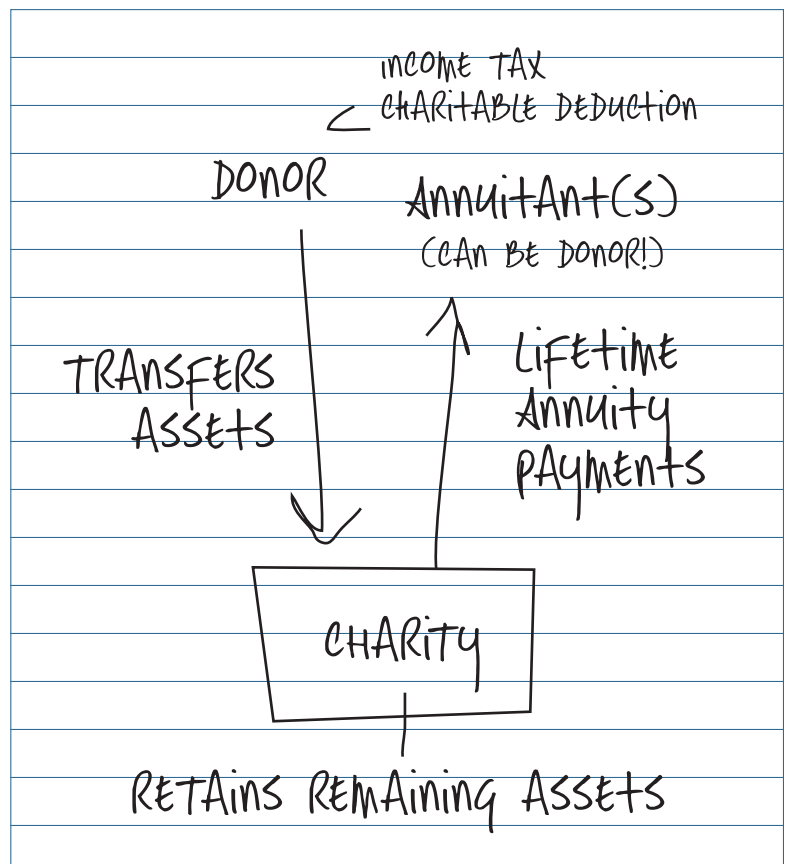 INCOME TAX
CHARITABLE DEDUCTION
DONOR
ANNUITANT(S)
(CAN BE DONOR!)
TRANSFERS
ASSETS
LIFETIME
ANNUITY
PAYMENTS
CHARITY
RETAINS REMAINING ASSETS